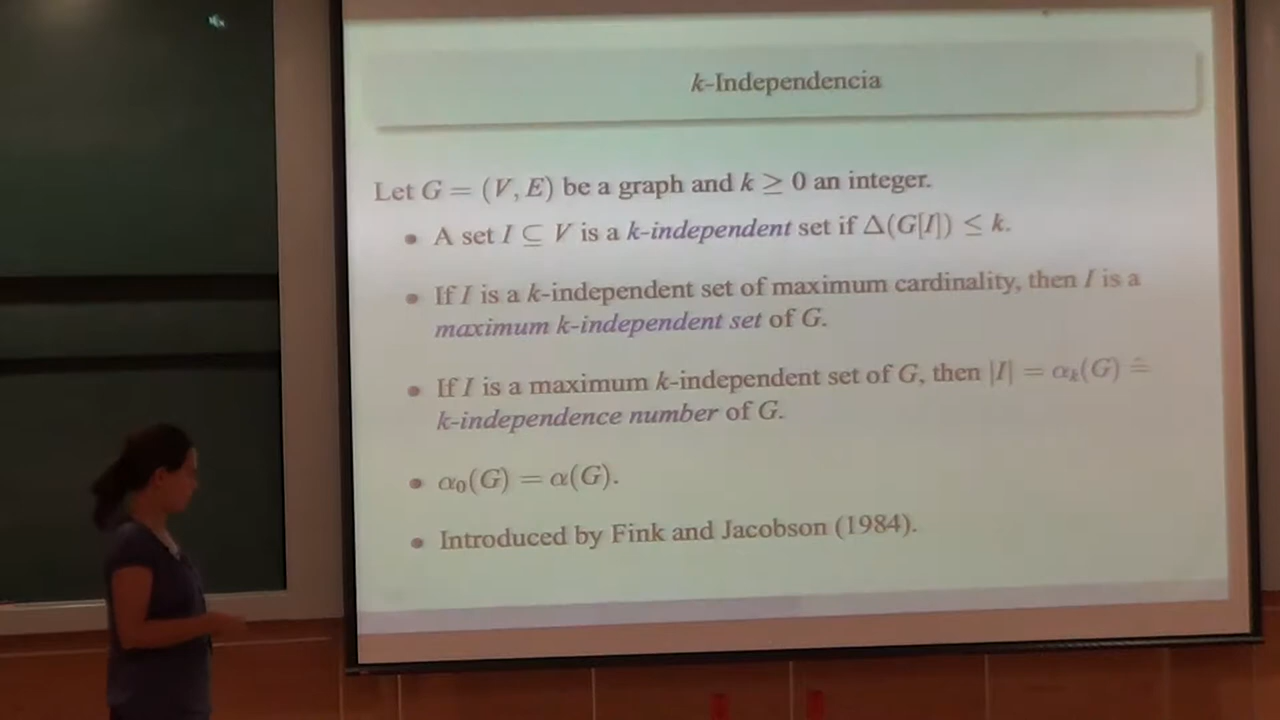 k-Independencia
Let G = (V, E) be a graph and k ≥ 0 an integer.
• A set I ⊆ V is a k-independent set if Δ(G[I]) ≤ k.
• If I is a k-independent set of maximum cardinality, then I is a
maximum k-independent set of G.
• If I is a maximum k-independent set of G, then |I| = αₖ(G) ≙
k-independence number of G.
• α₀(G) = α(G).
• Introduced by Fink and Jacobson (1984).